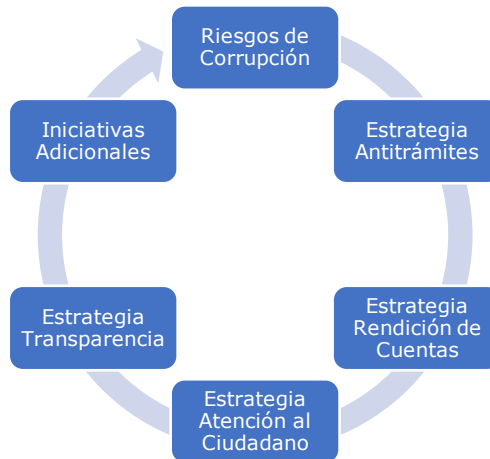 Riesgos de
Corrupción
Estrategia
Antitrámites
Estrategia
Rendición de
Cuentas
Estrategia
Atención al
Ciudadano
Estrategia
Transparencia
Iniciativas
Adicionales